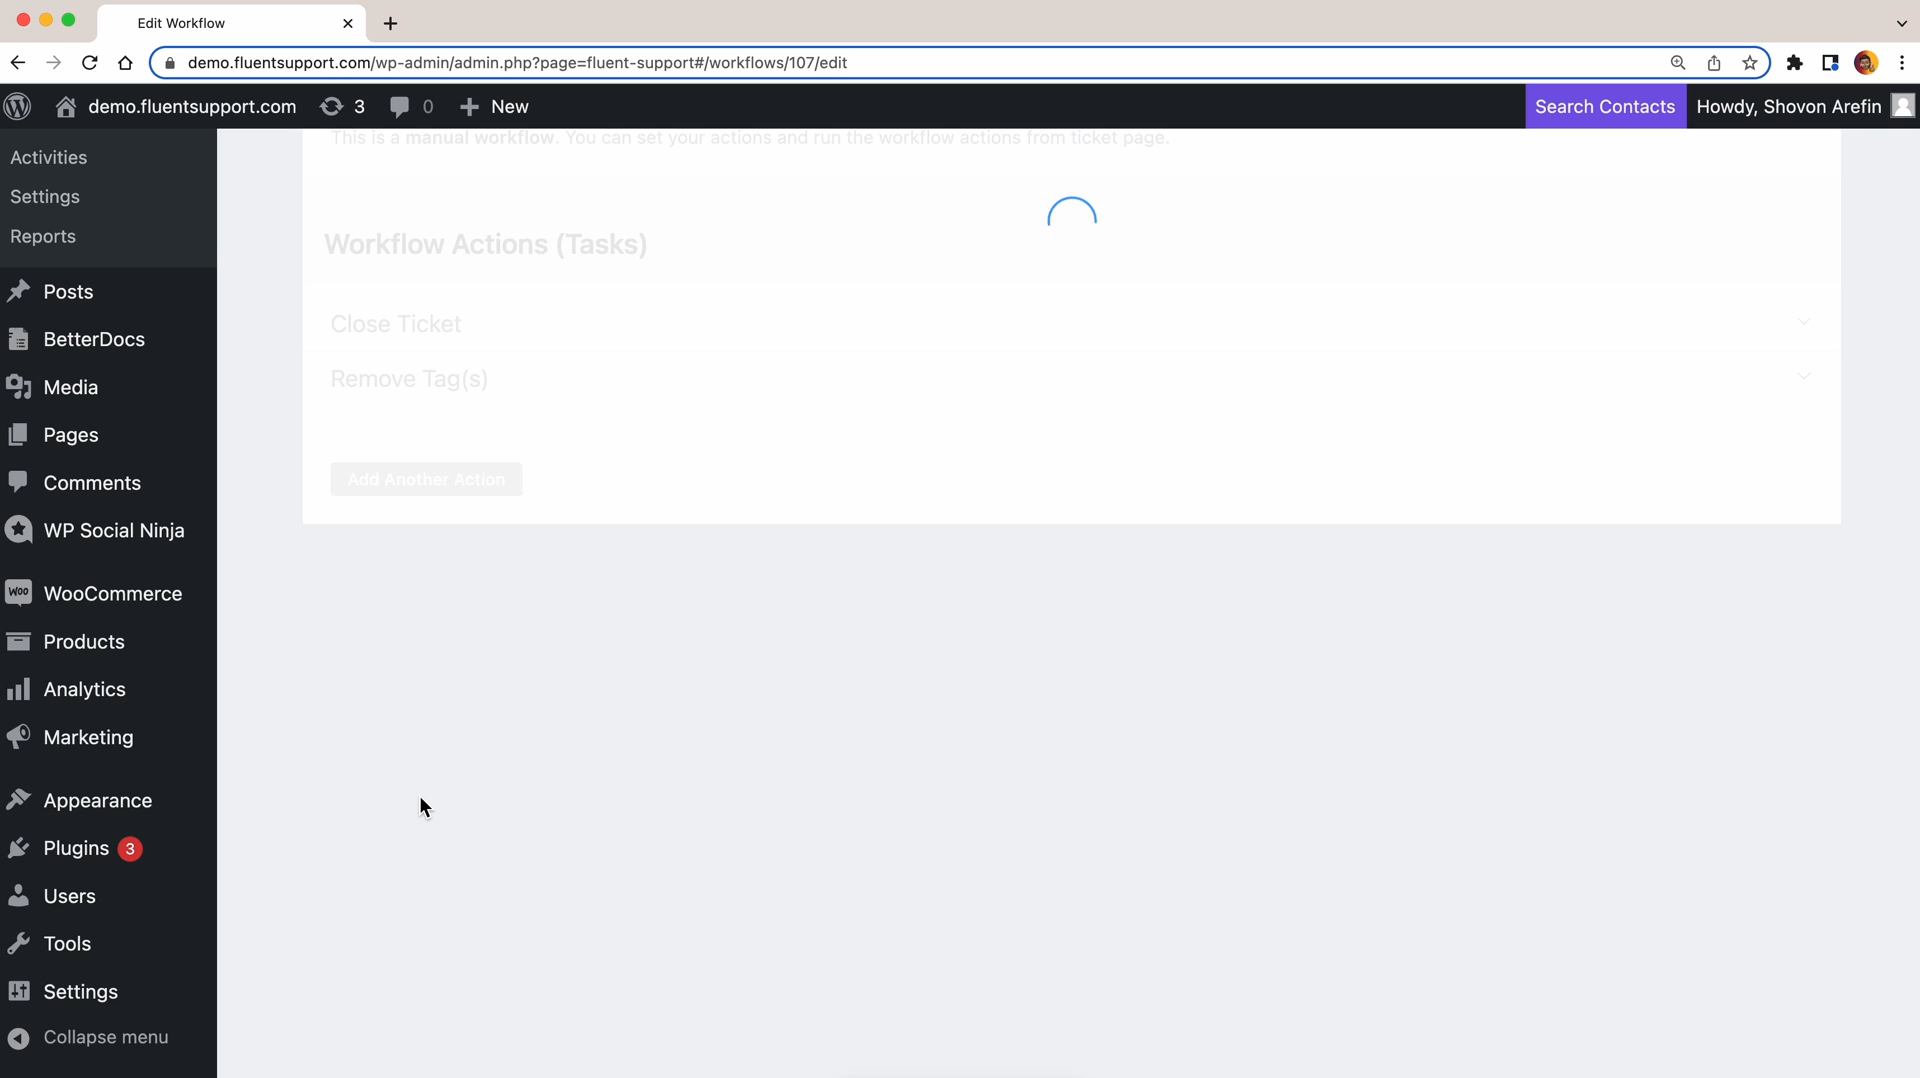 Edit Workflow
demo.fluentsupport.com/wp-admin/admin.php?page=fluent-support#/workflows/107/edit
demo.fluentsupport.com 3 0 New Search Contacts Howdy, Shovon Arefin
Activities
Settings
Reports
Posts
BetterDocs
Media
Pages
Comments
WP Social Ninja
Woo WooCommerce
Products
Analytics
Marketing
Appearance
Plugins 3
Users
Tools
Settings
Collapse menu
This is a manual workflow. You can set your actions and run the workflow actions from ticket page.
Workflow Actions (Tasks)
Close Ticket
Remove Tag(s)
Add Another Action